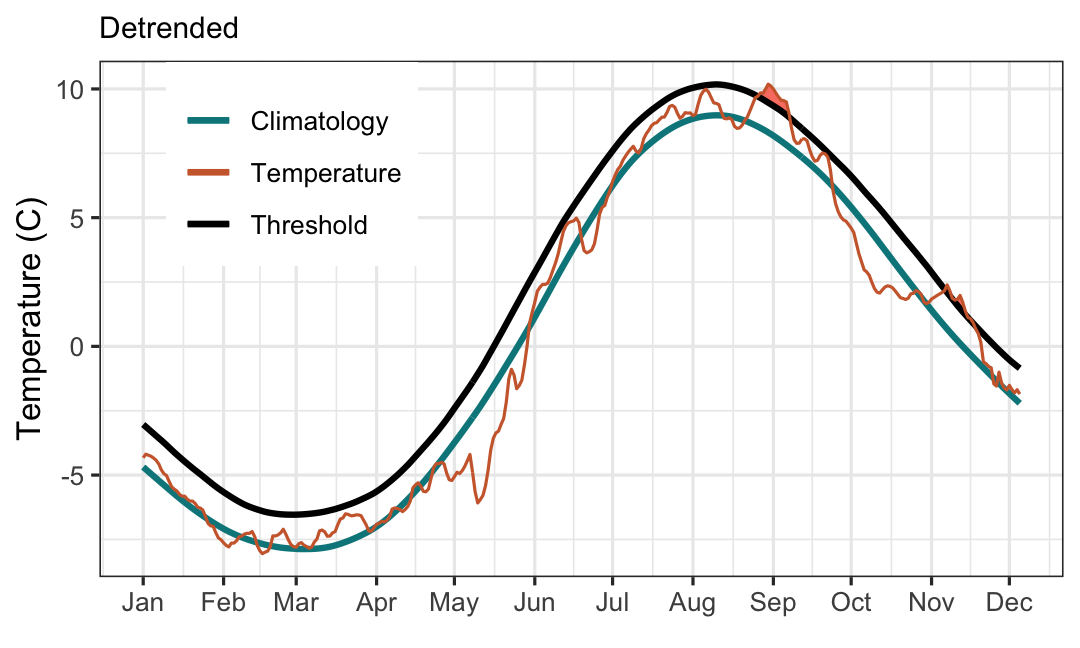 Detrended
Temperature (C)
10
5
0
-5
Climatology
Temperature
Threshold
Jan Feb Mar Apr May Jun Jul Aug Sep Oct Nov Dec